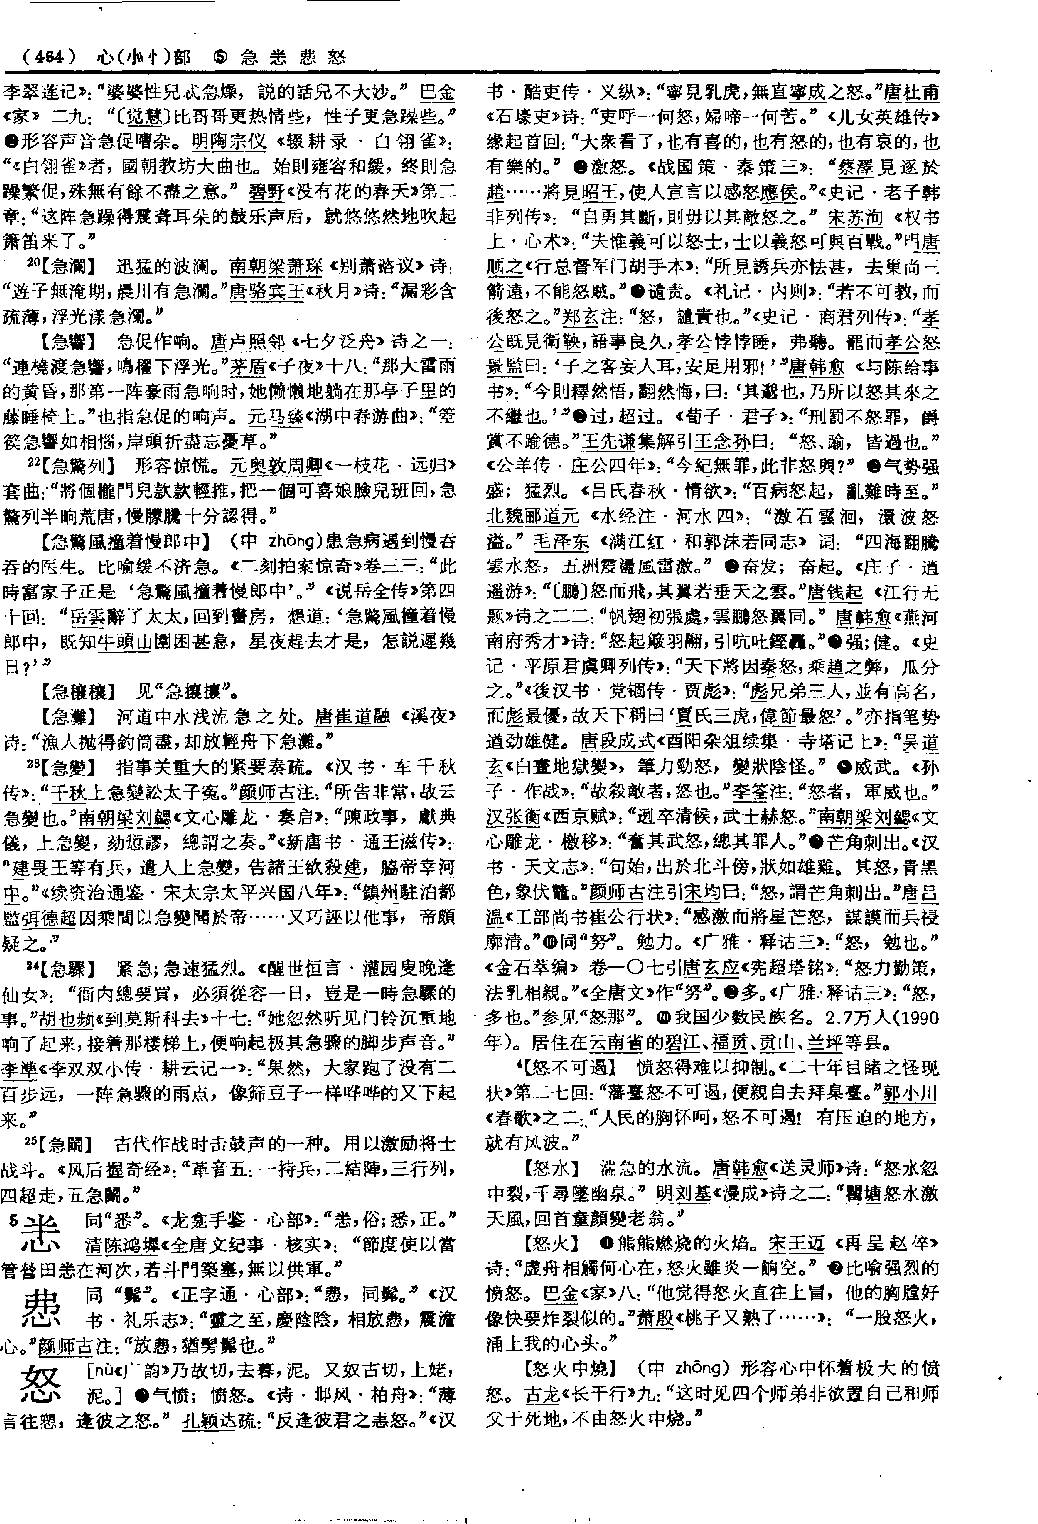 (464) 心(小忄)部 ⑤ 急 恙 怫 怒
李翠莲记》:“婆婆性兒忒急燥，說的話兒不大妙。” 巴金
《家》 二九：“〔觉慧〕比哥哥更热情些，性子更急躁些。”
❷形容声音急促嘈杂。明陶宗仪 《辍耕录·白翎雀》:
“《白翎雀》者，國朝教坊大曲也。始則雍容和緩，終則急
躁繁促，殊無有餘不盡之意。” 碧野《没有花的春天》第二
章：“这阵急躁得震聋耳朵的鼓乐声后，就悠悠然地吹起
箫笛来了。”
20【急瀾】 迅猛的波澜。南朝梁萧琛《别萧谘议》诗：
“遊子無淹期，晨川有急瀾。”唐骆宾王《秋月》诗：“漏彩含
疏薄，浮光漾急瀾。”
【急響】 急促作响。唐卢照邻《七夕泛舟》诗之一：
“連橈渡急響，鳴櫂下浮光。”茅盾《子夜》十八：“那大雷雨
的黄昏，那第一阵豪雨急响时，她懒懒地躺在那亭子里的
藤睡椅上。”也指急促的响声。元马臻《湖中春游曲》：“箜
篌急響如相惱，岸頭折盡忘憂草。”
22【急驚列】 形容惊慌。元奥敦周卿《一枝花·远归》
套曲：“將個櫳門兒款款輕推，把一個可喜娘臉兒班回，急
驚列半晌荒唐，慢朦騰十分認得。”
【急驚風撞着慢郎中】 (中 zhōng)患急病遇到慢吞
吞的医生。比喻缓不济急。《二刻拍案惊奇》卷三三：“此
時富家子正是‘急驚風撞着慢郎中’。” 《说岳全传》第四
十回：“岳雲辭了太太，回到書房，想道：‘急驚風撞着慢
郎中，既知牛頭山圍困甚急，星夜趕去才是，怎説遲幾
日？’”
【急穰穰】 见“急攘攘”。
【急灘】 河道中水浅流急之处。唐崔道融《溪夜》
诗：“漁人抛得釣筒盡，却放輕舟下急灘。”
23【急變】 指事关重大的紧要奏疏。《汉书·车千秋
传》：“千秋上急變訟太子冤。”颜师古注：“所告非常，故云
急變也。”南朝梁刘勰《文心雕龙·奏启》：“陳政事，獻典
儀，上急變，劾愆謬，總謂之奏。”《新唐书·通王滋传》：
“建畏王等有兵，遣人上急變，告諸王欲殺建，脇帝幸河
中。”《续资治通鉴·宋太宗太平兴国八年》：“鎮州駐泊都
監弭德超因乘間以急變聞於帝……又巧誣以他事，帝頗
疑之。”
24【急驟】 紧急；急速猛烈。《醒世恒言·灌园叟晚逢
仙女》：“衙内總要買，必須從容一日，豈是一時急驟的
事。”胡也频《到莫斯科去》十七：“她忽然听见门铃沉重地
响了起来，接着那楼梯上，便响起极其急骤的脚步声音。”
李凖《李双双小传·耕云记一》：“果然，大家跑了没有二
百步远，一阵急骤的雨点，像筛豆子一样哗哗的又下起
来。”
25【急鬭】 古代作战时击鼓声的一种。用以激励将士
战斗。《风后握奇经》：“革音五：一持兵，二結陣，三行列，
四趨走，五急鬭。”
5恙 同“悉”。《龙龛手鉴·心部》：“恙，俗；悉，正。”
清陈鸿墀《全唐文纪事·核实》：“節度使以當
管營田恙在河次，若斗門築塞，無以供軍。”
同“髴”。《正字通·心部》：“同髴。” 《汉
书·礼乐志》：“靈之至，慶陰陰，相放，震澹
心。”颜师古注：“放，猶髣髴也。”
怒 〔《韵》乃故切，去暮，泥。又奴古切，上姥，
泥。〕 ❶气愤；愤怒。《诗·邶风·柏舟》：“薄
言往愬，逢彼之怒。” 孔颖达疏：“反逢彼君之恚怒。”《汉
书·酷吏传·义纵》：“寧見乳虎，無直寧成之怒。”唐杜甫
《石壕吏》诗：“吏呼一何怒，婦啼一何苦。”《儿女英雄传》
缘起首回：“大衆看了，也有喜的，也有怒的，也有哀的，也
有樂的。” ❷激怒。《战国策·秦策三》：“蔡澤見逐於
趙……將見昭王，使人宣言以感怒應侯。”《史记·老子韩
非列传》：“自勇其斷，則毋以其敵怒之。” 宋苏洵《权书
上·心术》：“夫惟義可以怒士，士以義怒可與百戰。”明唐
顺之《行总督军门胡手本》：“所見誘兵亦怯甚，去巢尚二
箭遠，不能怒賊。”❸谴责。《礼记·内则》：“若不可教，而
後怒之。”郑玄注：“怒，譴責也。”《史记·商君列传》：“孝
公既見衛鞅，語事良久，孝公時時睡，弗聽。罷而孝公怒
景監曰：‘子之客妄人耳，安足用邪！’”唐韩愈《与陈给事
书》：“今則釋然悟，翻然悔，曰：‘其邈也，乃所以怒其來之
不繼也。’”❹过，超过。《荀子·君子》：“刑罰不怒罪，爵
賞不踰德。”王先谦集解引王念孙曰：“怒、踰，皆過也。”
《公羊传·庄公四年》：“今紀無罪，此非怒與？” ❺气势强
盛；猛烈。《吕氏春秋·情欲》：“百病怒起，亂難時至。”
北魏郦道元《水经注·河水四》：“激石雲洄，澴波怒
溢。” 毛泽东《满江红·和郭沫若同志》词：“四海翻騰
雲水怒，五洲震盪風雷激。” ❻奋发；奋起。《庄子·逍
遥游》：“〔鵬〕怒而飛，其翼若垂天之雲。”唐钱起《江行无
题》诗之二二：“帆翅初張處，雲鵬怒翼同。” 唐韩愈《燕河
南府秀才》诗：“怒起簸羽翮，引吭吐鏗轟。”❼强；健。《史
记·平原君虞卿列传》：“天下將因秦怒，乘趙之弊，瓜分
之。”《後汉书·党锢传·贾彪》：“彪兄弟三人，並有高名，
而彪最優，故天下稱曰‘賈氏三虎，偉節最怒’。”亦指笔势
遒劲雄健。唐段成式《酉阳杂俎续集·寺塔记上》：“吴道
玄《白畫地獄變》，筆力勁怒，變狀陰怪。” ❽威武。《孙
子·作战》：“故殺敵者，怒也。”李筌注：“怒者，軍威也。”
汉张衡《西京赋》：“迾卒清候，武士赫怒。”南朝梁刘勰《文
心雕龙·檄移》：“奮其武怒，總其罪人。”❾芒角刺出。《汉
书·天文志》：“旬始，出於北斗傍，狀如雄雞。其怒，青黑
色，象伏鼈。”颜师古注引宋均曰：“怒，謂芒角刺出。”唐吕
温《工部尚书崔公行状》：“感激而將星芒怒，謀謨而兵祲
廓清。”❿同“努”。勉力。《广雅·释诂三》：“怒，勉也。”
《金石萃编》卷一〇七引唐玄应《宪超塔铭》：“怒力勤策，
法乳相親。”《全唐文》作“努”。⓫多。《广雅·释诂三》：“怒，
多也。”参见“怒那”。⓬我国少数民族名。2.7万人(1990
年)。居住在云南省的碧江、福贡、贡山、兰坪等县。
4【怒不可遏】 愤怒得难以抑制。《二十年目睹之怪现
状》第二七回：“藩臺怒不可遏，便親自去拜臬臺。”郭小川
《春歌》之二：“人民的胸怀呵，怒不可遏！有压迫的地方，
就有风波。”
【怒水】 湍急的水流。唐韩愈《送灵师》诗：“怒水忽
中裂，千尋墮幽泉。” 明刘基《漫成》诗之二：“瞿塘怒水激
天風，回首童顏變老翁。”
【怒火】 ❶熊熊燃烧的火焰。宋王迈《再呈赵倅》
诗：“虚舟相觸何心在，怒火雖炎一餉空。” ❷比喻强烈的
愤怒。巴金《家》八：“他觉得怒火直往上冒，他的胸膛好
像快要炸裂似的。”萧殷《桃子又熟了……》：“一股怒火，
涌上我的心头。”
【怒火中燒】 (中 zhōng) 形容心中怀着极大的愤
怒。古龙《长干行》九：“这时见四个师弟非欲置自己和师
父于死地，不由怒火中烧。”